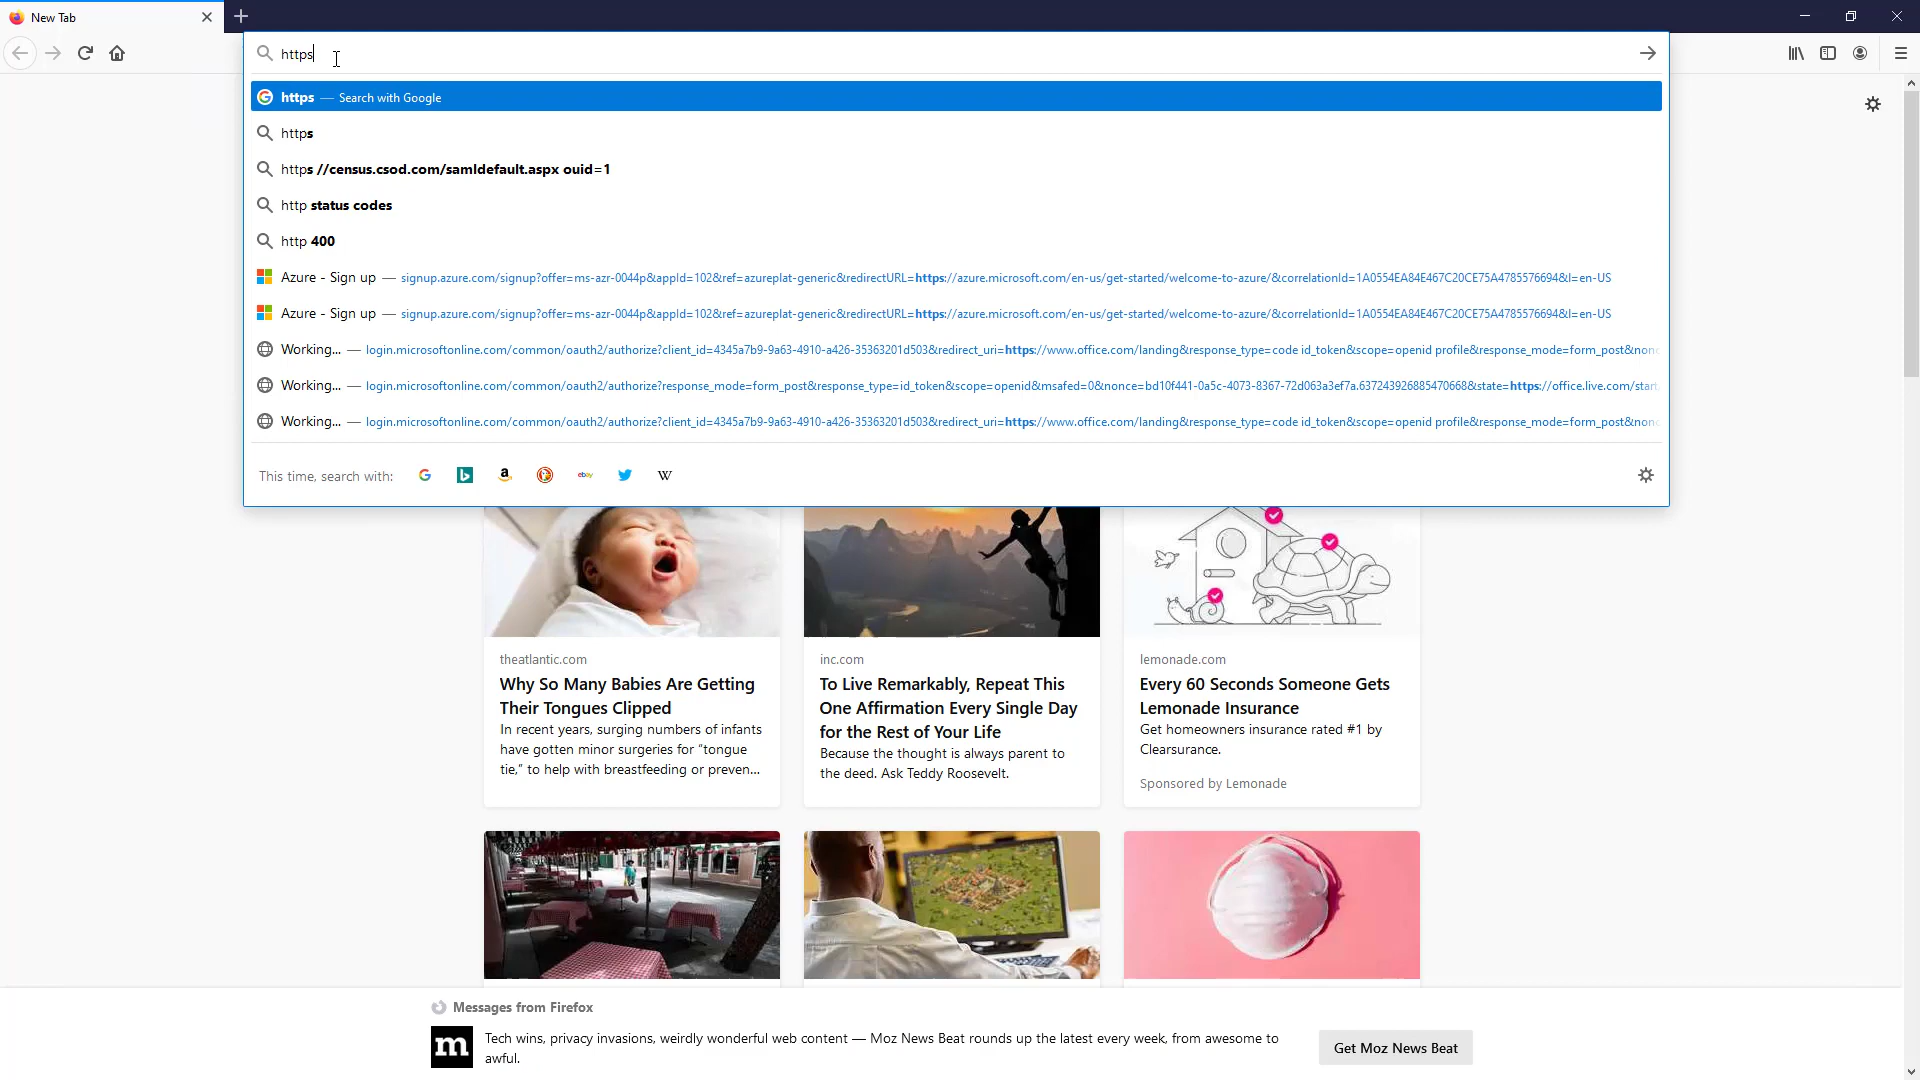 New Tab
https
https — Search with Google
https
https //census.csod.com/samldefault.aspx ouid=1
http status codes
http 400
Azure - Sign up — signup.azure.com/signup?offer=ms-azr-0044p&appId=102&ref=azureplat-generic&redirectURL=https://azure.microsoft.com/en-us/get-started/welcome-to-azure/&correlationId=1A0554EA84E467C20CE75A4785576694&l=en-US
Azure - Sign up — signup.azure.com/signup?offer=ms-azr-0044p&appId=102&ref=azureplat-generic&redirectURL=https://azure.microsoft.com/en-us/get-started/welcome-to-azure/&correlationId=1A0554EA84E467C20CE75A4785576694&l=en-US
Working... — login.microsoftonline.com/common/oauth2/authorize?client_id=4345a7b9-9a63-4910-a426-35363201d503&redirect_uri=https://www.office.com/landing&response_type=code id_token&scope=openid profile&response_mode=form_post&nonc
Working... — login.microsoftonline.com/common/oauth2/authorize?response_mode=form_post&response_type=id_token&scope=openid&msafed=0&nonce=bd10f441-0a5c-4073-8367-72d063a3ef7a.637243926885470668&state=https://office.live.com/start
Working... — login.microsoftonline.com/common/oauth2/authorize?client_id=4345a7b9-9a63-4910-a426-35363201d503&redirect_uri=https://www.office.com/landing&response_type=code id_token&scope=openid profile&response_mode=form_post&nonc
This time, search with:
theatlantic.com
Why So Many Babies Are Getting
Their Tongues Clipped
In recent years, surging numbers of infants
have gotten minor surgeries for “tongue
tie,” to help with breastfeeding or preven...
inc.com
To Live Remarkably, Repeat This
One Affirmation Every Single Day
for the Rest of Your Life
Because the thought is always parent to
the deed. Ask Teddy Roosevelt.
lemonade.com
Every 60 Seconds Someone Gets
Lemonade Insurance
Get homeowners insurance rated #1 by
Clearsurance.
Sponsored by Lemonade
Messages from Firefox
Tech wins, privacy invasions, weirdly wonderful web content — Moz News Beat rounds up the latest every week, from awesome to
awful.
Get Moz News Beat